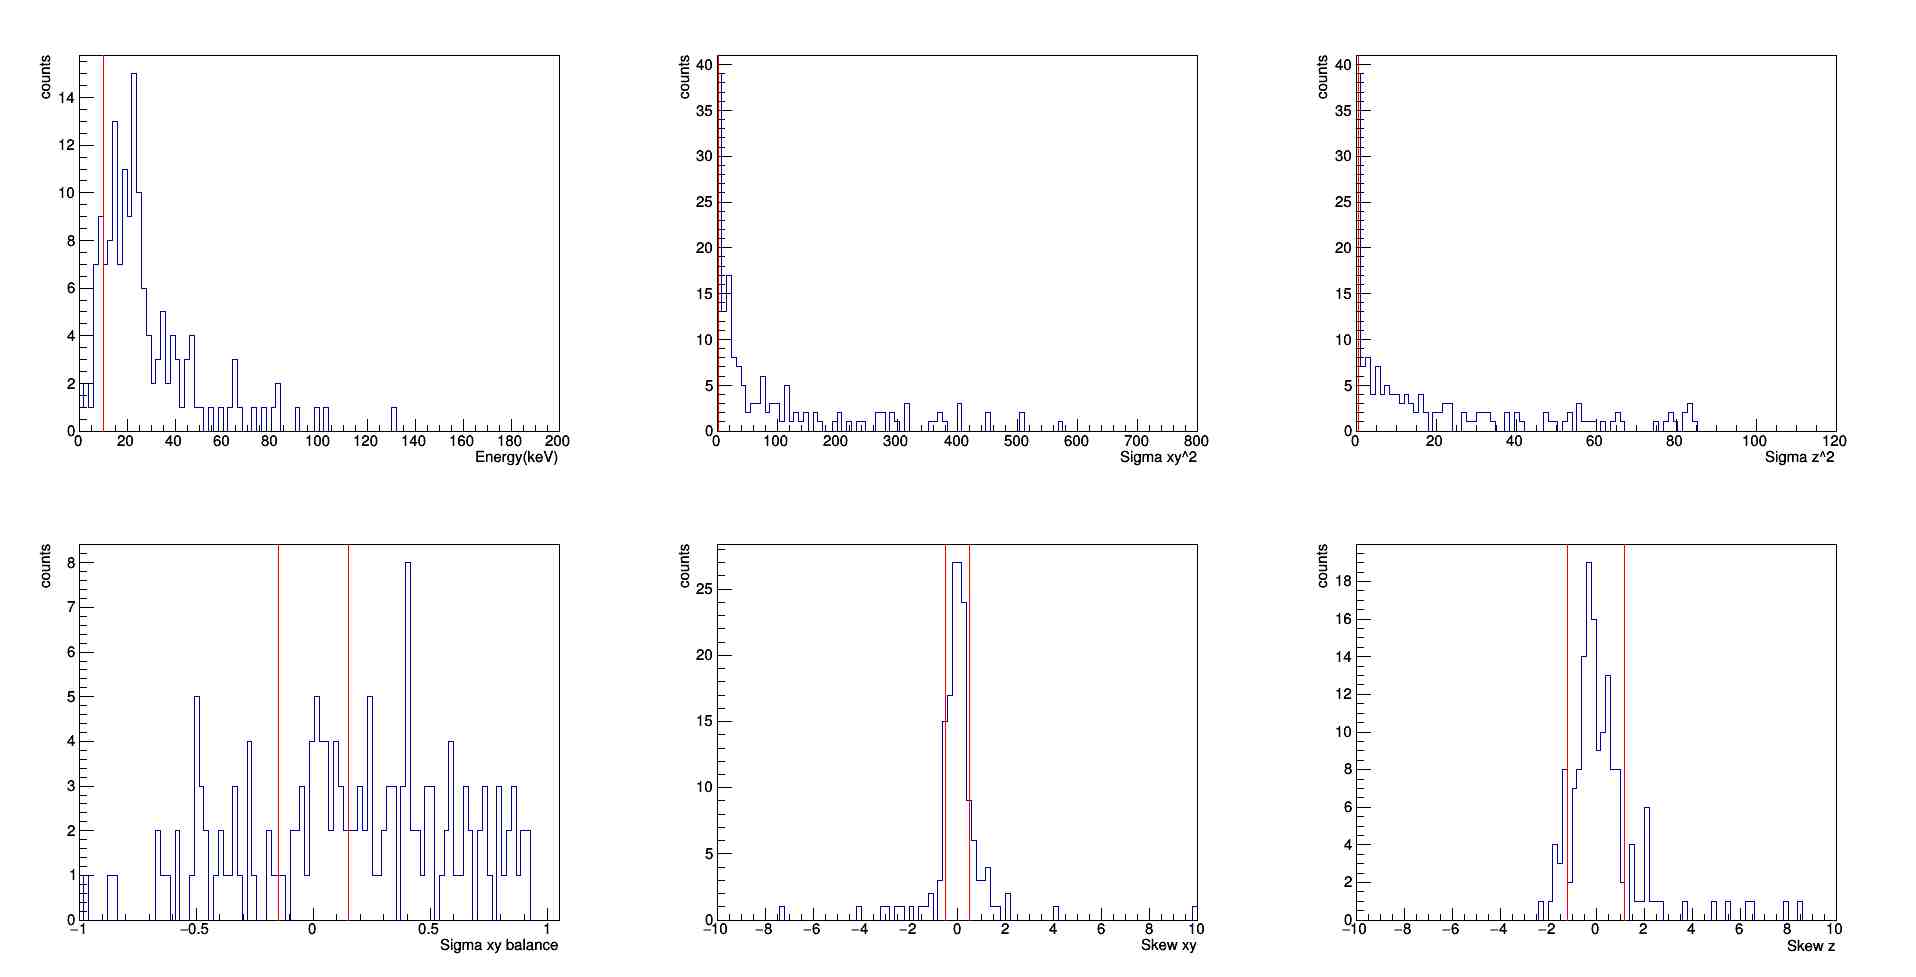 counts
14
12
10
8
6
4
2
0
0 20 40 60 80 100 120 140 160 180 200
Energy(keV)
counts
40
35
30
25
20
15
10
5
0
0 100 200 300 400 500 600 700 800
Sigma xy^2
counts
40
35
30
25
20
15
10
5
0
0 20 40 60 80 100 120
Sigma z^2
counts
8
7
6
5
4
3
2
1
0
−1 −0.5 0 0.5 1
Sigma xy balance
counts
25
20
15
10
5
0
−10 −8 −6 −4 −2 0 2 4 6 8 10
Skew xy
counts
18
16
14
12
10
8
6
4
2
0
−10 −8 −6 −4 −2 0 2 4 6 8 10
Skew z